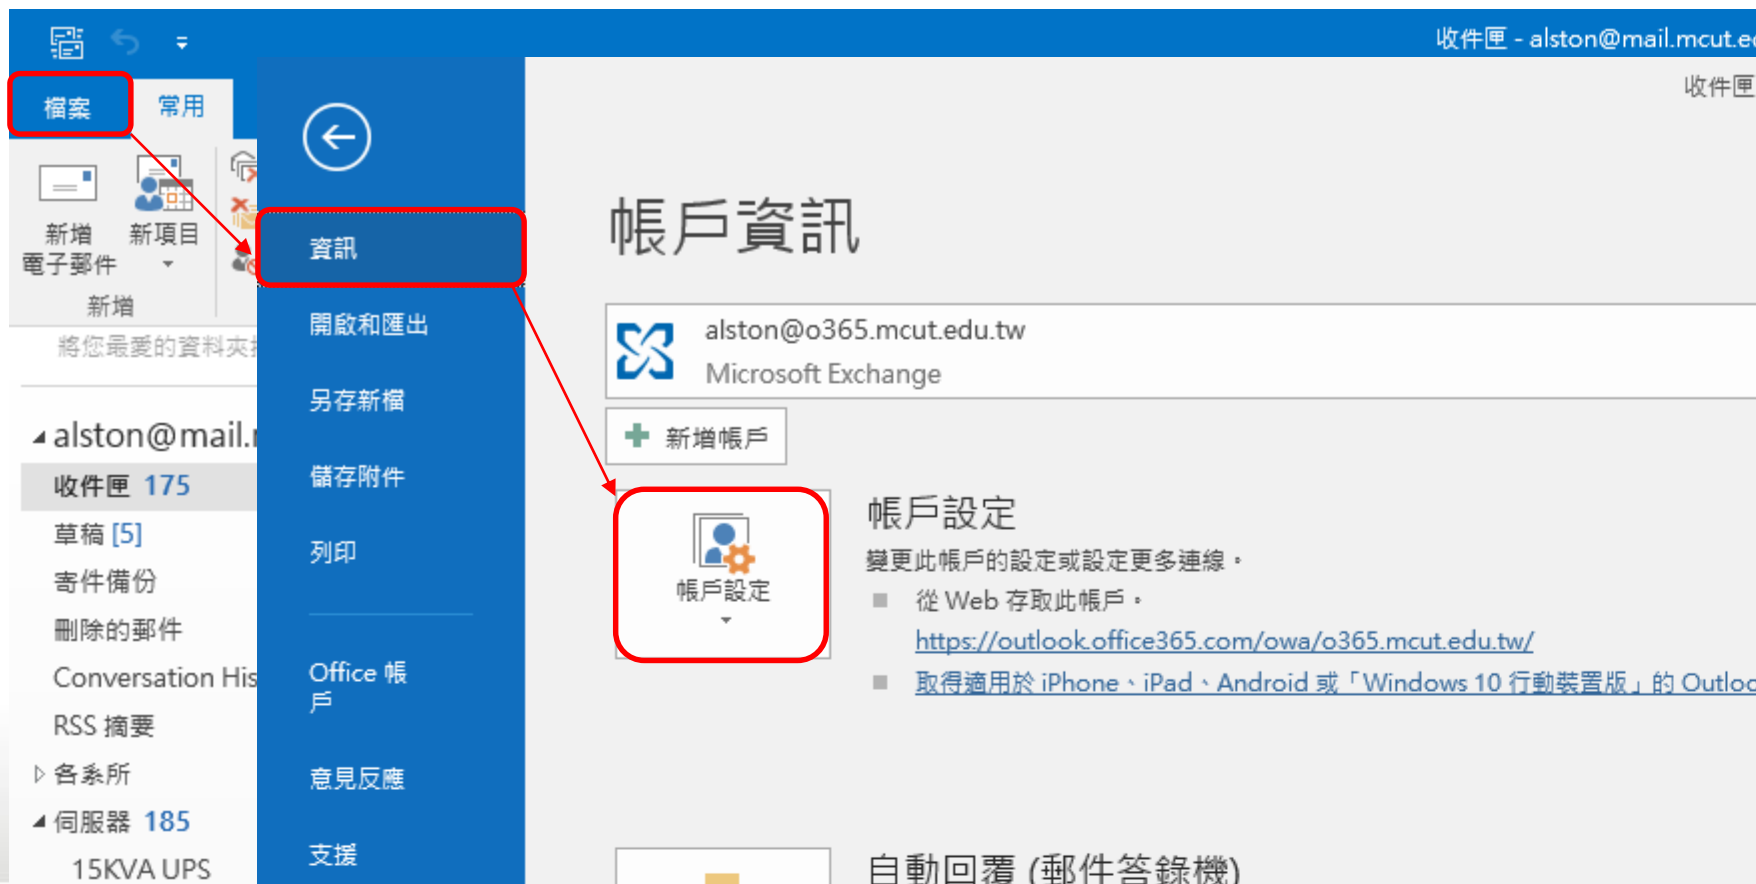 收件匣 - alston@mail.mcut.e
收件匣
檔案
常用
新增
電子郵件
新項目
新增
將您最愛的資料夾
alston@mail.
收件匣 175
草稿 [5]
寄件備份
刪除的郵件
Conversation His
RSS 摘要
各系所
伺服器 185
15KVA UPS
資訊
開啟和匯出
另存新檔
儲存附件
列印
Office 帳
戶
意見反應
支援
帳戶資訊
alston@o365.mcut.edu.tw
Microsoft Exchange
新增帳戶
帳戶設定
帳戶設定
變更此帳戶的設定或設定更多連線。
從 Web 存取此帳戶。
https://outlook.office365.com/owa/o365.mcut.edu.tw/
取得適用於 iPhone、iPad、Android 或「Windows 10 行動裝置版」的 Outloo
自動回覆 (郵件答錄機)